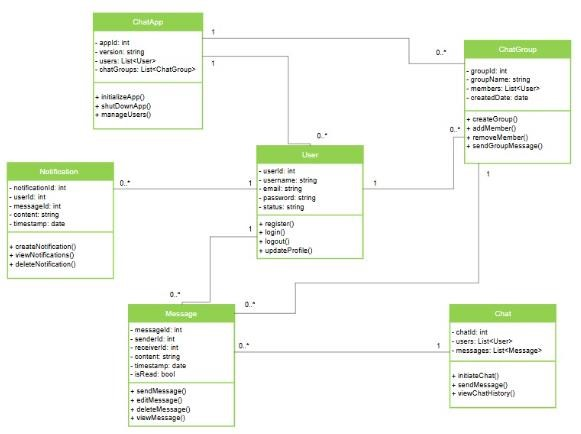 ChatApp
- appId: int
- version: string
- users: List<User>
- chatGroups: List<ChatGroup>
+ initializeApp()
+ shutDownApp()
+ manageUsers()
1
0..*
1
0..*
ChatGroup
- groupId: int
- groupName: string
- members: List<User>
- createdDate: date
+ createGroup()
+ addMember()
+ removeMember()
+ sendGroupMessage()
0..*
1
User
- userId: int
- username: string
- email: string
- password: string
- status: string
+ register()
+ login()
+ logout()
+ updateProfile()
1
1
1
Notification
- notificationId: int
- userId: int
- messageId: int
- content: string
- timestamp: date
+ createNotification()
+ viewNotifications()
+ deleteNotification()
0..*
0..*
0..*
Message
- messageId: int
- senderId: int
- receiverId: int
- content: string
- timestamp: date
- isRead: bool
+ sendMessage()
+ editMessage()
+ deleteMessage()
+ viewMessage()
0..*
1
Chat
- chatId: int
- users: List<User>
- messages: List<Message>
+ initiateChat()
+ sendMessage()
+ viewChatHistory()